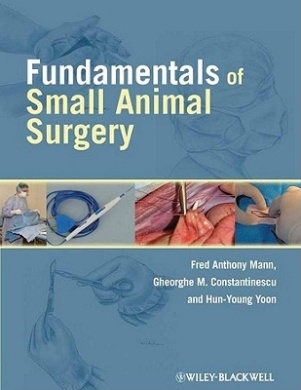 Fundamentals of
Small Animal
Surgery
Fred Anthony Mann,
Gheorghe M. Constantinescu
and Hun-Young Yoon
WILEY-BLACKWELL